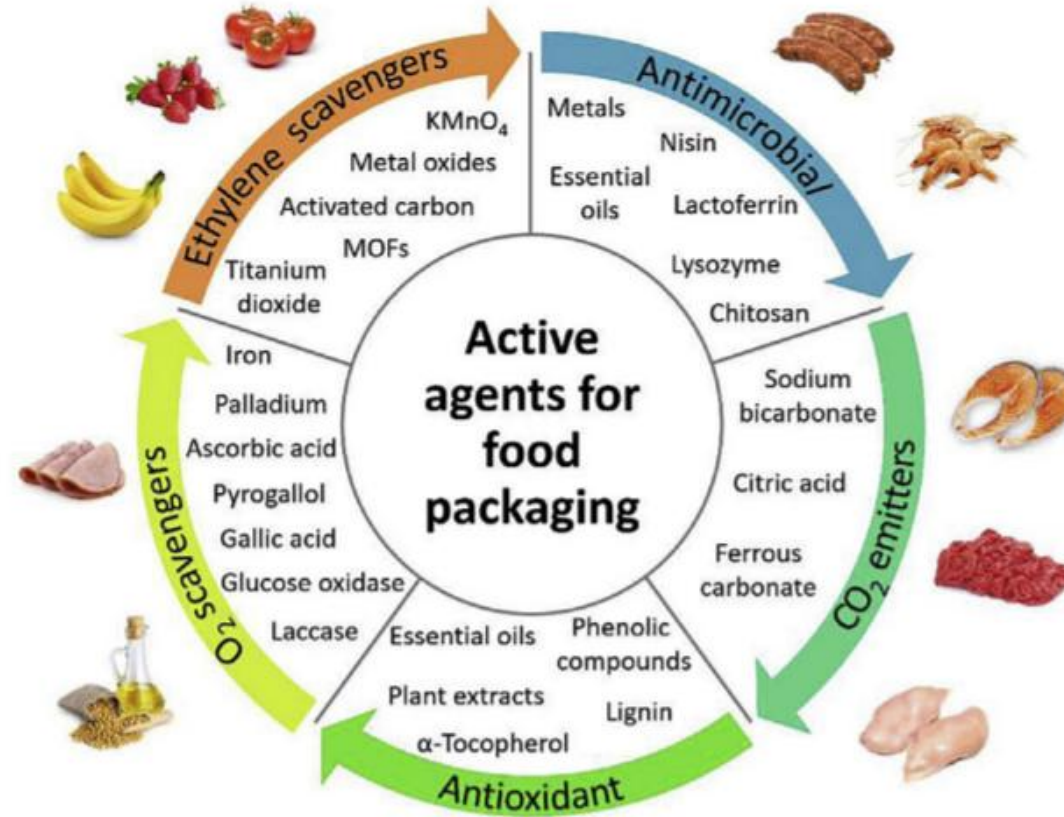 Active
agents for
food
packaging
Antimicrobial
Metals
Nisin
Essential
oils
Lactoferrin
Lysozyme
Chitosan
CO₂ emitters
Sodium
bicarbonate
Citric acid
Ferrous
carbonate
Antioxidant
Essential oils
Phenolic
compounds
Plant extracts
Lignin
α-Tocopherol
O₂ scavengers
Iron
Palladium
Ascorbic acid
Pyrogallol
Gallic acid
Glucose oxidase
Laccase
Ethylene scavengers
KMnO₄
Metal oxides
Activated carbon
MOFs
Titanium
dioxide